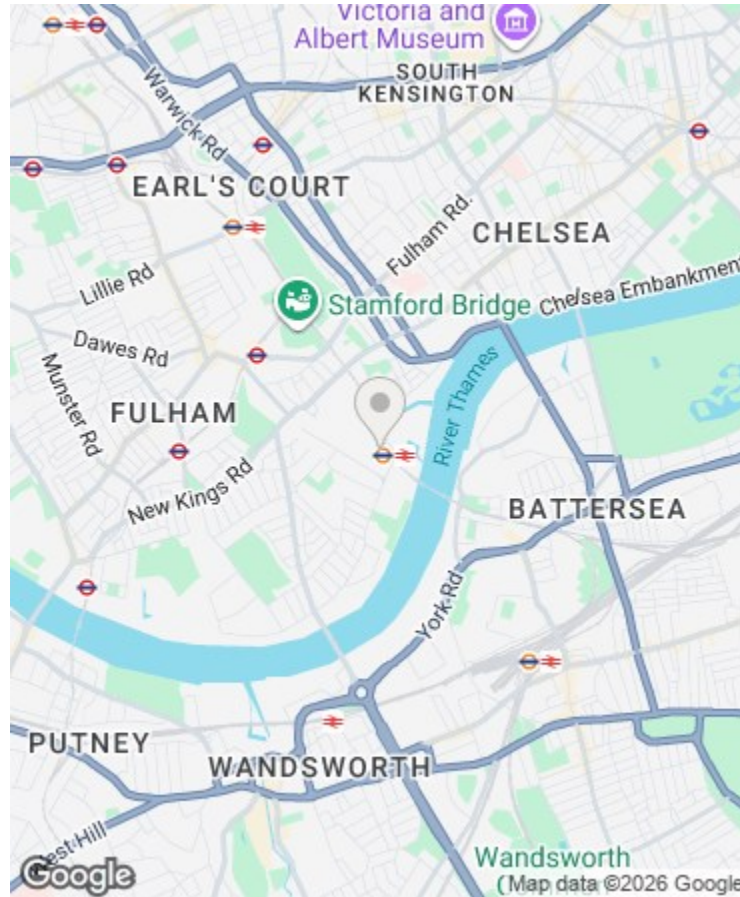 Victoria and
Albert Museum
SOUTH
KENSINGTON
Warwick Rd
EARL'S COURT
Fulham Rd.
CHELSEA
Lillie Rd
Stamford Bridge
Chelsea Embankment
Dawes Rd
Munster Rd
River Thames
FULHAM
New Kings Rd
BATTERSEA
York Rd
PUTNEY
WANDSWORTH
West Hill
Wandsworth
Google
Map data ©2026 Google